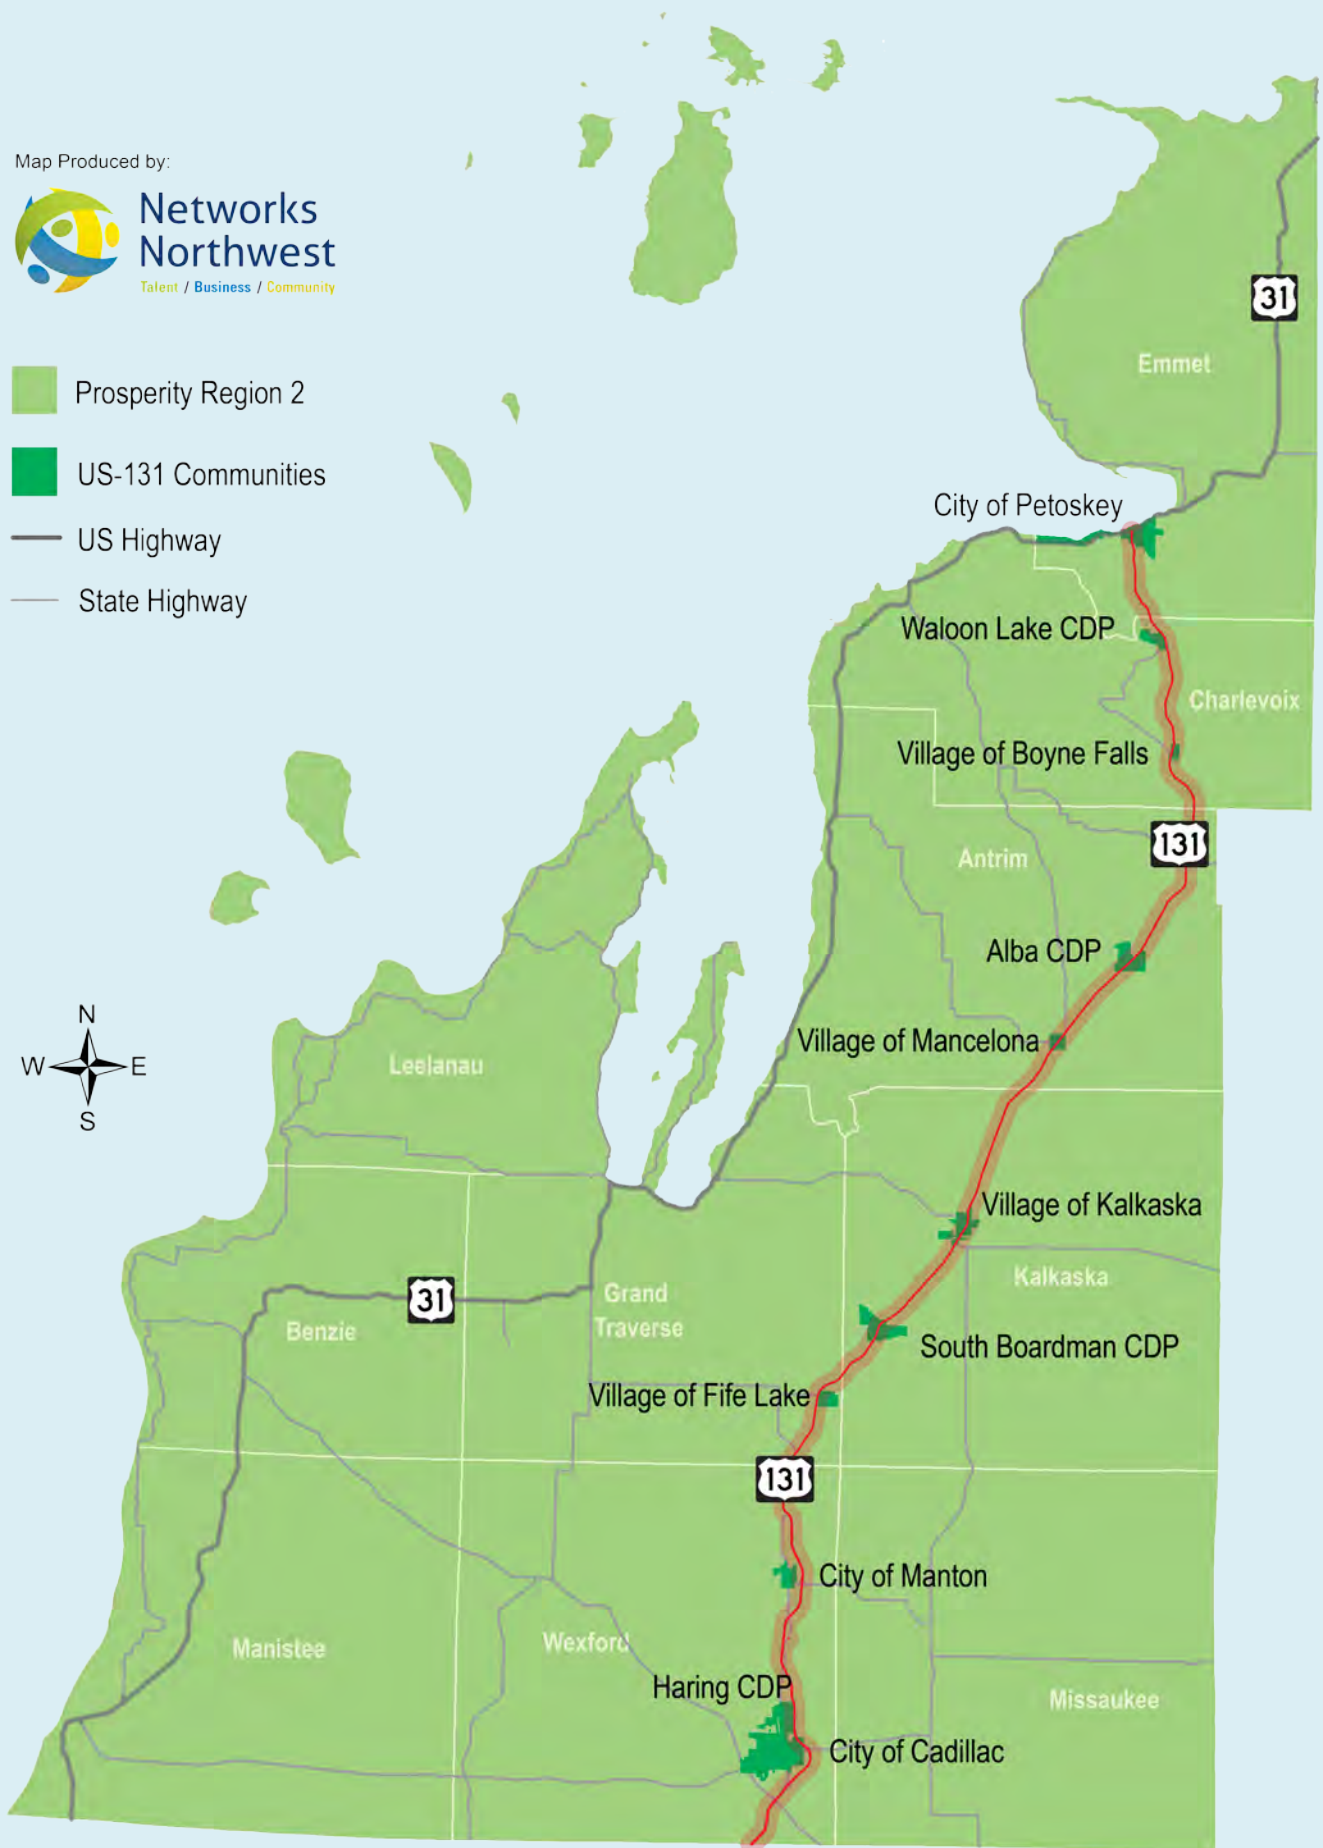 Map Produced by:
Networks
Northwest
Talent / Business / Community
Prosperity Region 2
US-131 Communities
US Highway
State Highway
31
Emmet
City of Petoskey
Waloon Lake CDP
Charlevoix
Village of Boyne Falls
131
Antrim
Alba CDP
N
W E
S
Village of Mancelona
Leelanau
Village of Kalkaska
Kalkaska
31
Grand
Traverse
Benzie
South Boardman CDP
Village of Fife Lake
131
City of Manton
Manistee
Wexford
Haring CDP
Missaukee
City of Cadillac